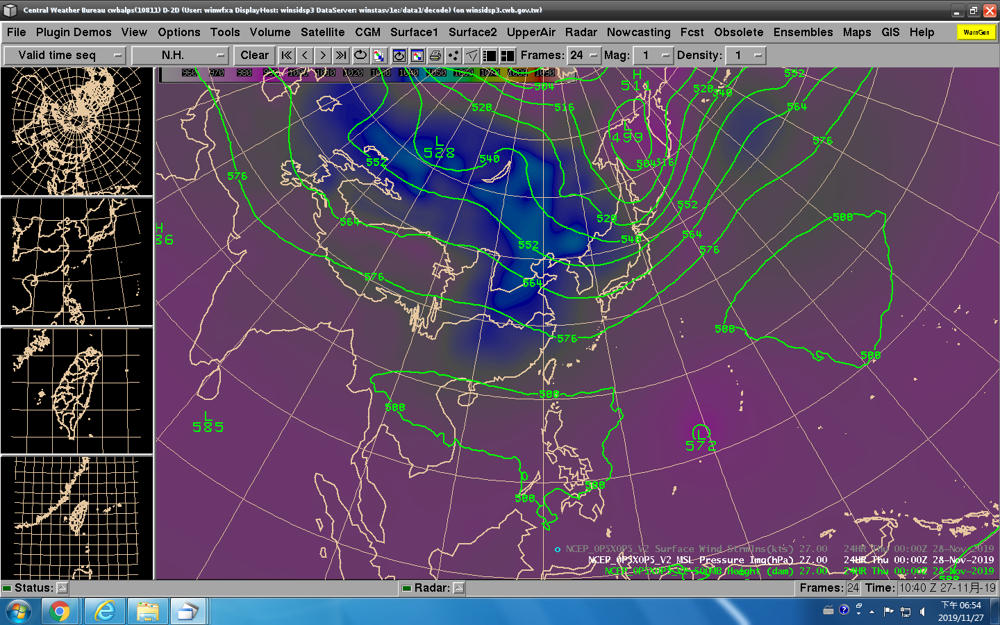 Central Weather Bureau cwbalps(10811) D-2D (User: winwfxa DisplayHost: winsidsp3 DataServer: winstasv1e:/data1/decode) (on winsidsp3.cwb.gov.tw)
File Plugin Demos View Options Tools Volume Satellite CGM Surface1 Surface2 UpperAir Radar Nowcasting Fcst Obsolete Ensembles Maps GIS Help WarnGen
Valid time seq N.H. Clear Frames: 24 Mag: 1 Density: 1
960 970 980 1000 1010 1020 1030 1040 1050 1060 1070 1080 1090
504 H 552
511
528 516 528 540
564
L
499
576
L
528
540
552
504 516
576
552
588
564
528
H
86
564
540
552
576
576
564
588
576
588
588
588
L
585
L
572
588
588
NCEP_0P5X0P5_V2 Surface Wind Strmlns(kts) 27.00 24HR Thu 00:00Z 28-Nov-2019
NCEP_0P5X0P5_V2 MSL Pressure Img(hPa) 27.00 24HR Thu 00:00Z 28-Nov-2019
NCEP_0P5X0P5_V2 500MB Height (dam) 27.00 24HR Thu 00:00Z 28-Nov-2019
588
Status: Radar: Frames: 24 Time: 10:40 Z 27-11月-19
下午 06:54
2019/11/27